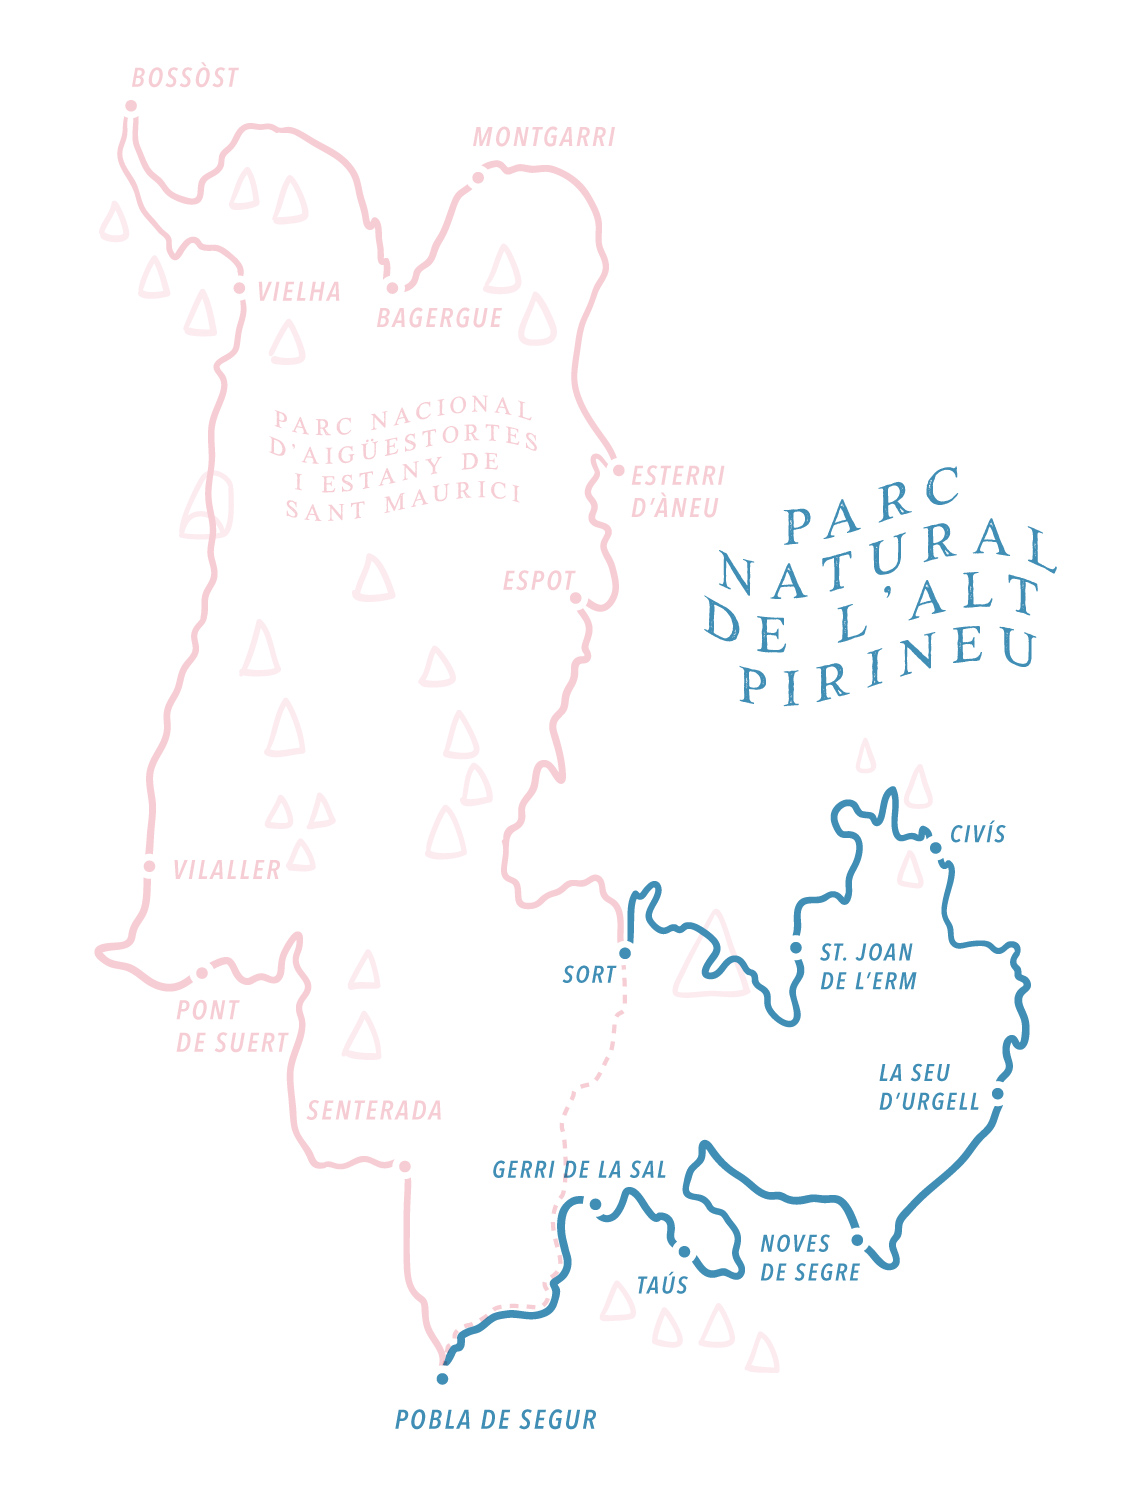 BOSSÒST
MONTGARRI
VIELHA
BAGERGUE
PARC NACIONAL
D'AIGÜESTORTES
I ESTANY DE
SANT MAURICI
ESTERRI
D'ÀNEU
PARC
NATURAL
DE L'ALT
PIRINEU
ESPOT
CIVÍS
VILALLER
ST. JOAN
DE L'ERM
SORT
PONT
DE SUERT
LA SEU
D'URGELL
SENTERADA
GERRI DE LA SAL
NOVES
DE SEGRE
TAÚS
POBLA DE SEGUR